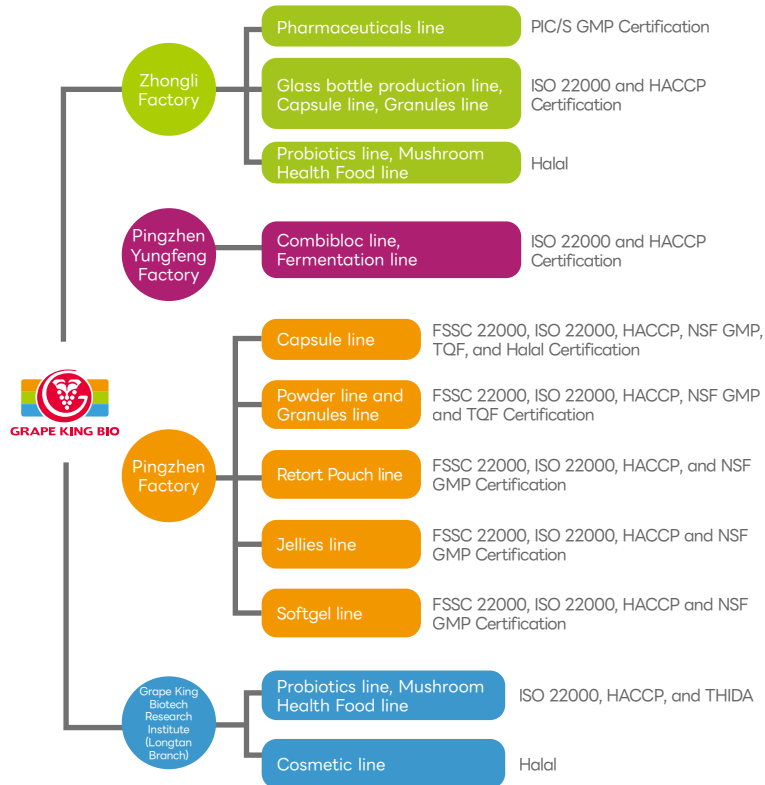 Zhongli
Factory
Pharmaceuticals line
PIC/S GMP Certification
Glass bottle production line,
Capsule line, Granules line
ISO 22000 and HACCP
Certification
Probiotics line, Mushroom
Health Food line
Halal
Pingzhen
Yungfeng
Factory
Combibloc line,
Fermentation line
ISO 22000 and HACCP
Certification
GRAPE KING BIO
Pingzhen
Factory
Capsule line
FSSC 22000, ISO 22000, HACCP, NSF GMP,
TQF, and Halal Certification
Powder line and
Granules line
FSSC 22000, ISO 22000, HACCP, NSF GMP
and TQF Certification
Retort Pouch line
FSSC 22000, ISO 22000, HACCP, and NSF
GMP Certification
Jellies line
FSSC 22000, ISO 22000, HACCP and NSF
GMP Certification
Softgel line
FSSC 22000, ISO 22000, HACCP and NSF
GMP Certification
Grape King
Biotech
Research
Institute
(Longtan
Branch)
Probiotics line, Mushroom
Health Food line
ISO 22000, HACCP, and THIDA
Cosmetic line
Halal